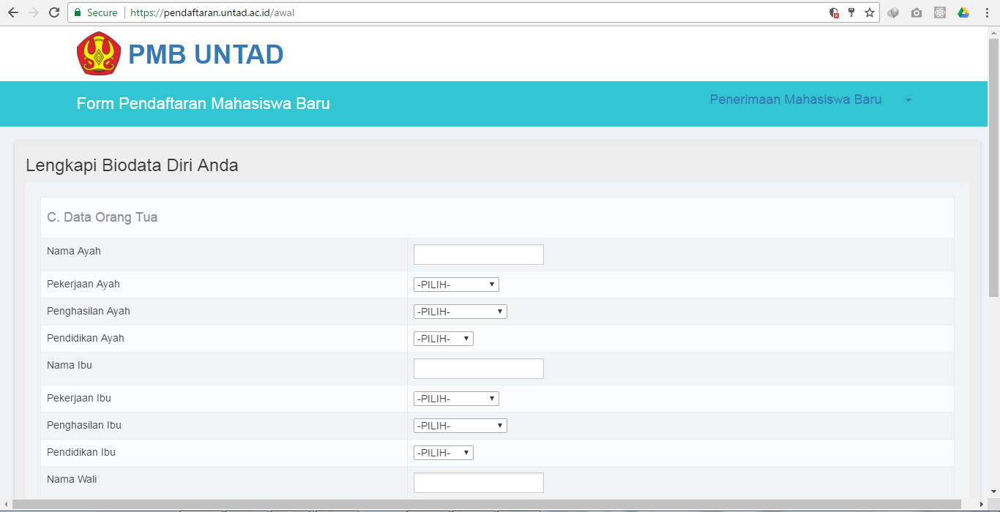 Secure https://pendaftaran.untad.ac.id/awal
PMB UNTAD
Form Pendaftaran Mahasiswa Baru Penerimaan Mahasiswa Baru
Lengkapi Biodata Diri Anda
C. Data Orang Tua
Nama Ayah
Pekerjaan Ayah -PILIH-
Penghasilan Ayah -PILIH-
Pendidikan Ayah -PILIH-
Nama Ibu
Pekerjaan Ibu -PILIH-
Penghasilan Ibu -PILIH-
Pendidikan Ibu -PILIH-
Nama Wali